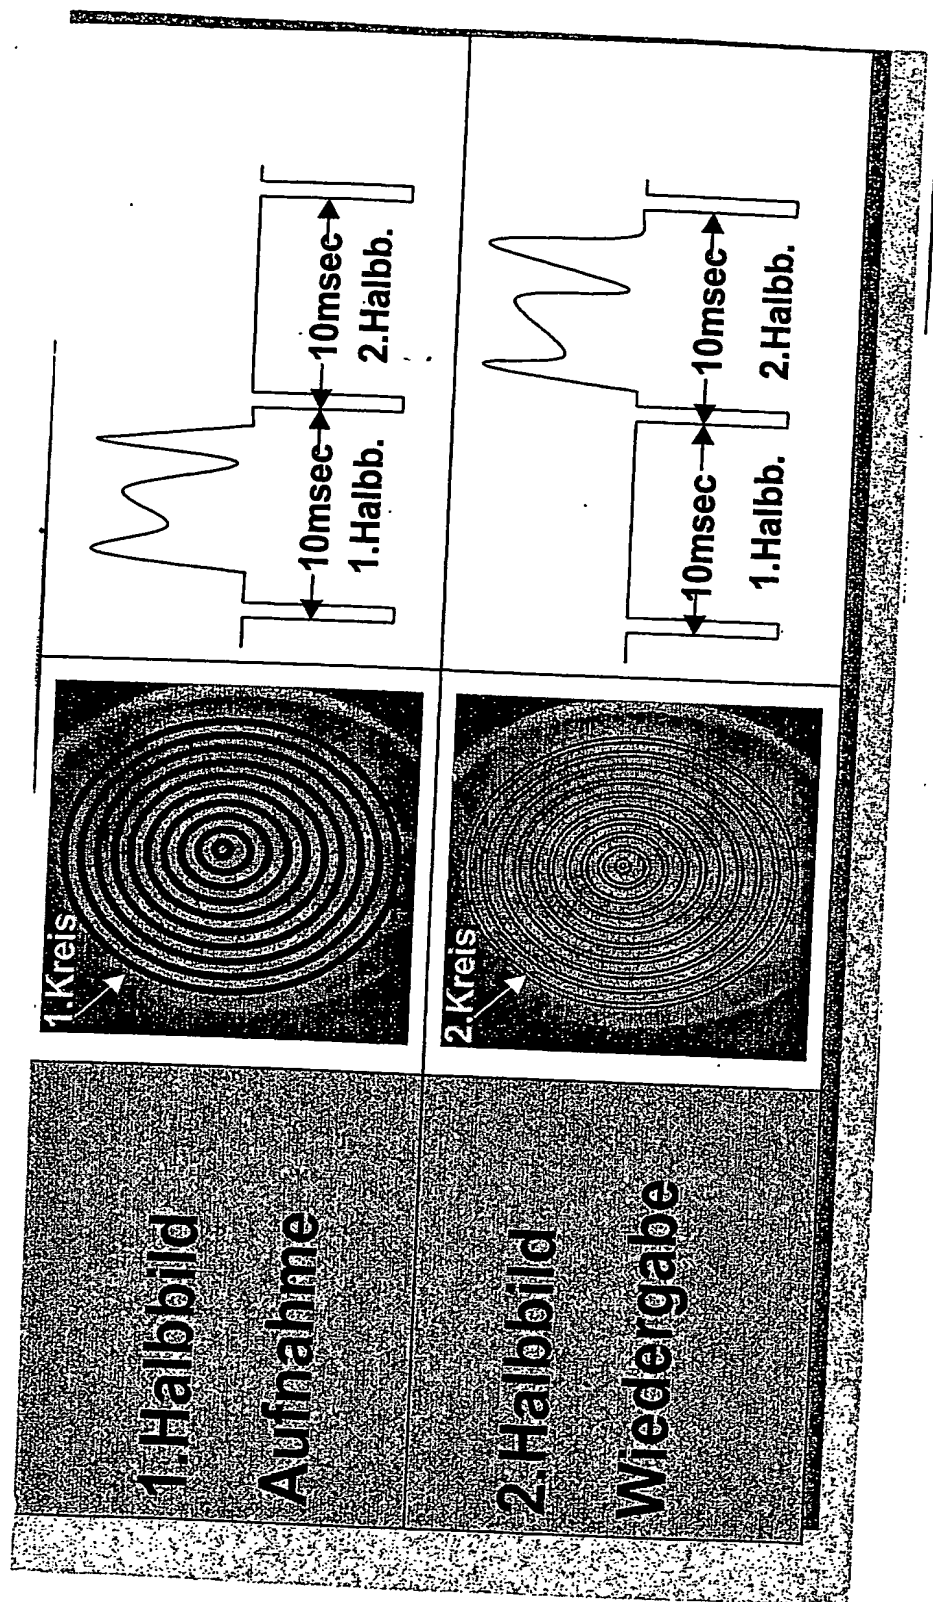 1.Halbbild
Aufnahme
1.Kreis
10msec
10msec
1.Halbb.
2.Halbb.
2.Halbbild
Wiedergabe
2.Kreis
10msec
10msec
1.Halbb.
2.Halbb.